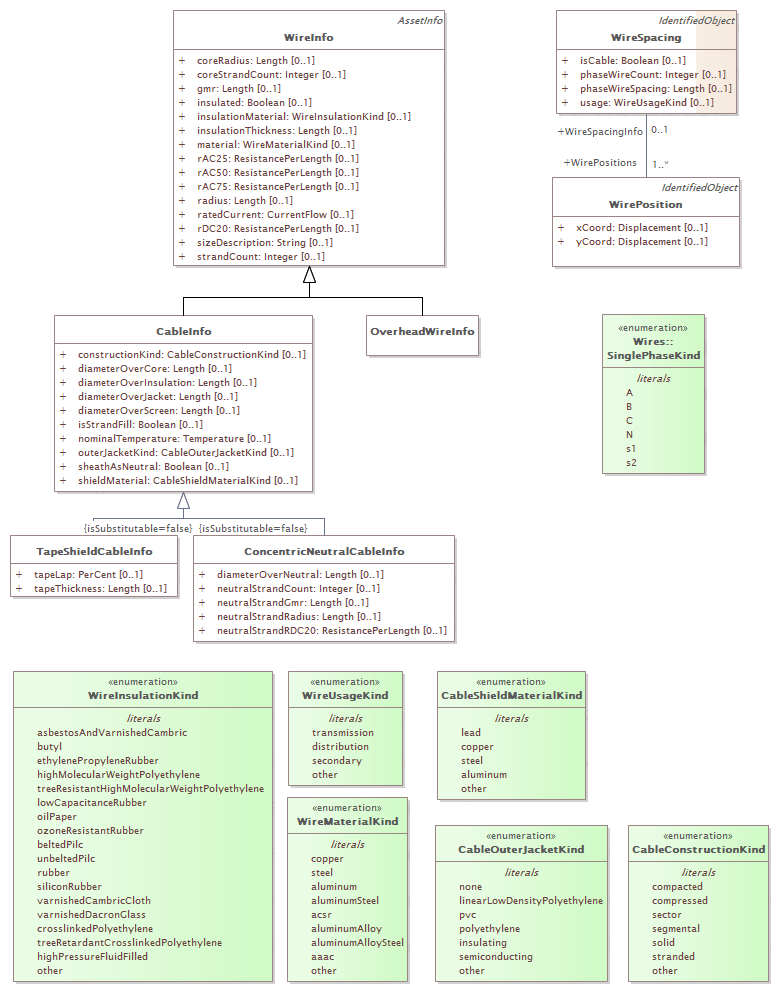 AssetInfo
WireInfo
+ coreRadius: Length [0..1]
+ coreStrandCount: Integer [0..1]
+ gmr: Length [0..1]
+ insulated: Boolean [0..1]
+ insulationMaterial: WireInsulationKind [0..1]
+ insulationThickness: Length [0..1]
+ material: WireMaterialKind [0..1]
+ rAC25: ResistancePerLength [0..1]
+ rAC50: ResistancePerLength [0..1]
+ rAC75: ResistancePerLength [0..1]
+ radius: Length [0..1]
+ ratedCurrent: CurrentFlow [0..1]
+ rDC20: ResistancePerLength [0..1]
+ sizeDescription: String [0..1]
+ strandCount: Integer [0..1]
IdentifiedObject
WireSpacing
+ isCable: Boolean [0..1]
+ phaseWireCount: Integer [0..1]
+ phaseWireSpacing: Length [0..1]
+ usage: WireUsageKind [0..1]
+WireSpacingInfo 0..1
+WirePositions 1..*
IdentifiedObject
WirePosition
+ xCoord: Displacement [0..1]
+ yCoord: Displacement [0..1]
CableInfo
+ constructionKind: CableConstructionKind [0..1]
+ diameterOverCore: Length [0..1]
+ diameterOverInsulation: Length [0..1]
+ diameterOverJacket: Length [0..1]
+ diameterOverScreen: Length [0..1]
+ isStrandFill: Boolean [0..1]
+ nominalTemperature: Temperature [0..1]
+ outerJacketKind: CableOuterJacketKind [0..1]
+ sheathAsNeutral: Boolean [0..1]
+ shieldMaterial: CableShieldMaterialKind [0..1]
OverheadWireInfo
«enumeration»
Wires::
SinglePhaseKind
literals
A
B
C
N
s1
s2
{isSubstitutable=false} {isSubstitutable=false}
TapeShieldCableInfo
+ tapeLap: PerCent [0..1]
+ tapeThickness: Length [0..1]
ConcentricNeutralCableInfo
+ diameterOverNeutral: Length [0..1]
+ neutralStrandCount: Integer [0..1]
+ neutralStrandGmr: Length [0..1]
+ neutralStrandRadius: Length [0..1]
+ neutralStrandRDC20: ResistancePerLength [0..1]
«enumeration»
WireInsulationKind
literals
asbestosAndVarnishedCambric
butyl
ethylenePropyleneRubber
highMolecularWeightPolyethylene
treeResistantHighMolecularWeightPolyethylene
lowCapacitanceRubber
oilPaper
ozoneResistantRubber
beltedPilc
unbeltedPilc
rubber
siliconRubber
varnishedCambricCloth
varnishedDacronGlass
crosslinkedPolyethylene
treeRetardantCrosslinkedPolyethylene
highPressureFluidFilled
other
«enumeration»
WireUsageKind
literals
transmission
distribution
secondary
other
«enumeration»
CableShieldMaterialKind
literals
lead
copper
steel
aluminum
other
«enumeration»
WireMaterialKind
literals
copper
steel
aluminum
aluminumSteel
acsr
aluminumAlloy
aluminumAlloySteel
aaac
other
«enumeration»
CableOuterJacketKind
literals
none
linearLowDensityPolyethylene
pvc
polyethylene
insulating
semiconducting
other
«enumeration»
CableConstructionKind
literals
compacted
compressed
sector
segmental
solid
stranded
other